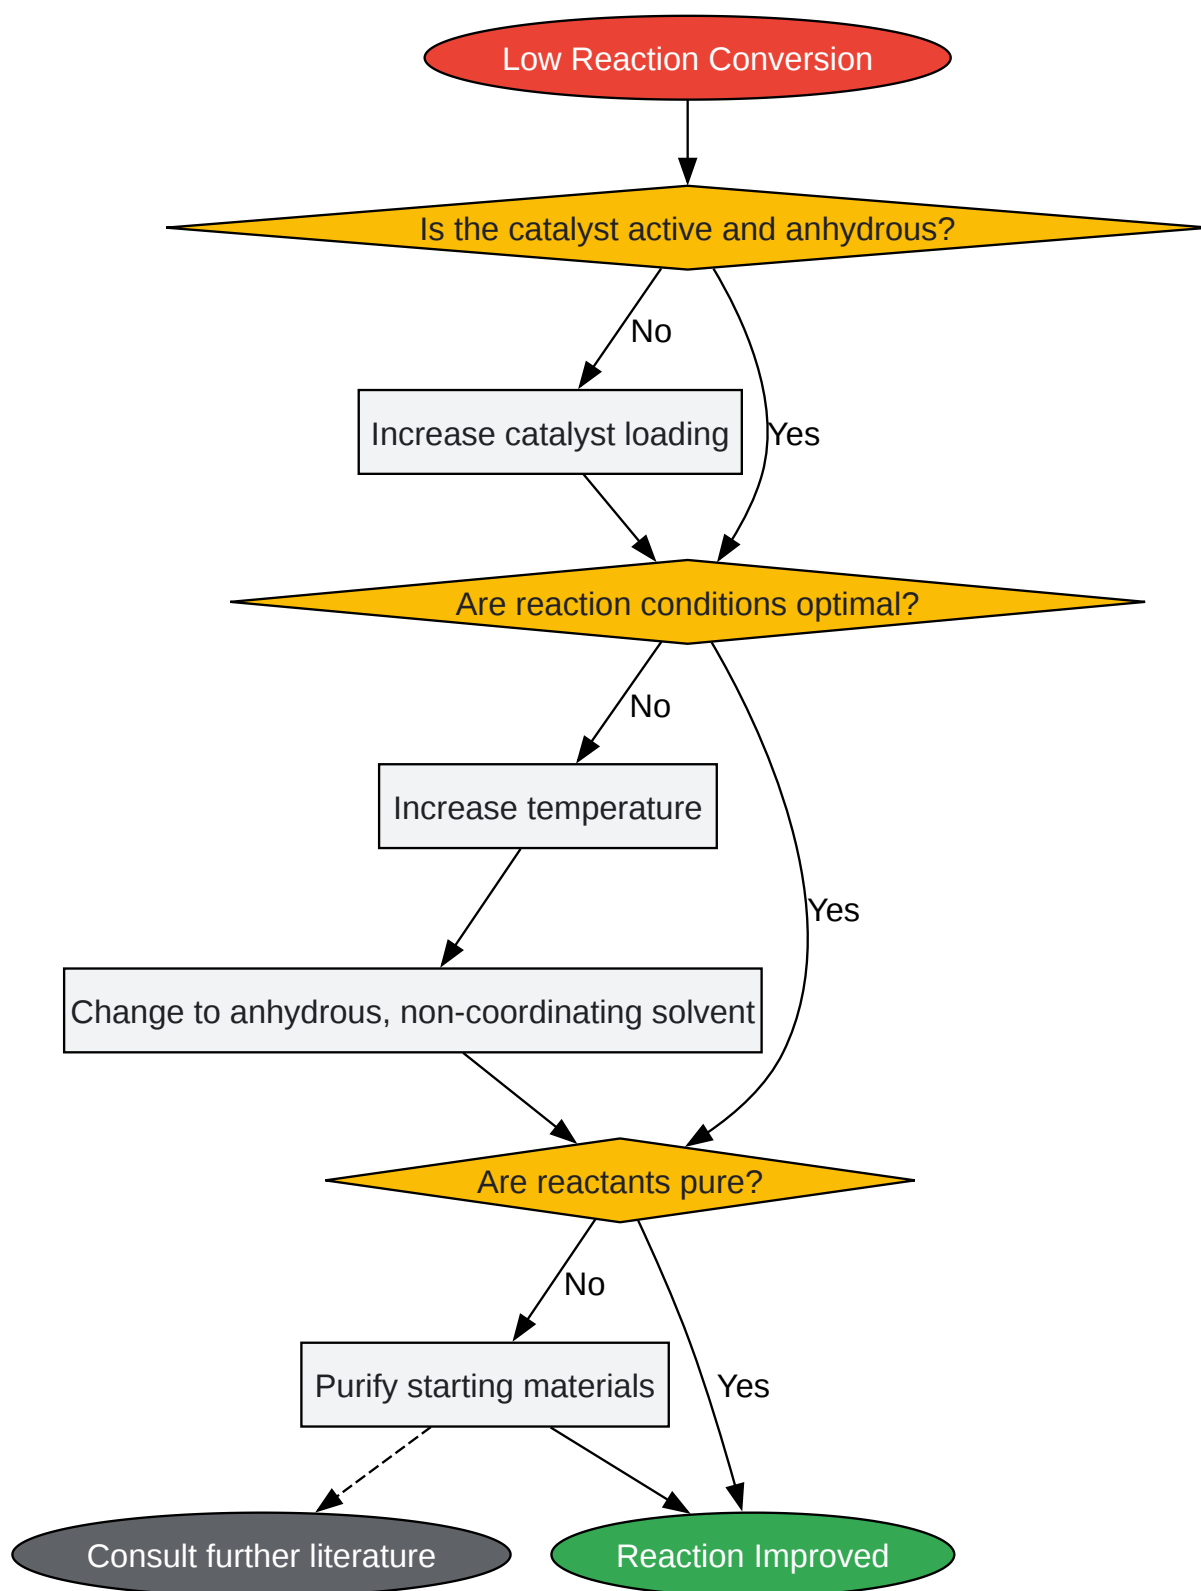 Low Reaction Conversion
Is the catalyst active and anhydrous?
No
Increase catalyst loading
Yes
Are reaction conditions optimal?
No
Increase temperature
Yes
Change to anhydrous, non-coordinating solvent
Are reactants pure?
No
Purify starting materials
Yes
Consult further literature
Reaction Improved